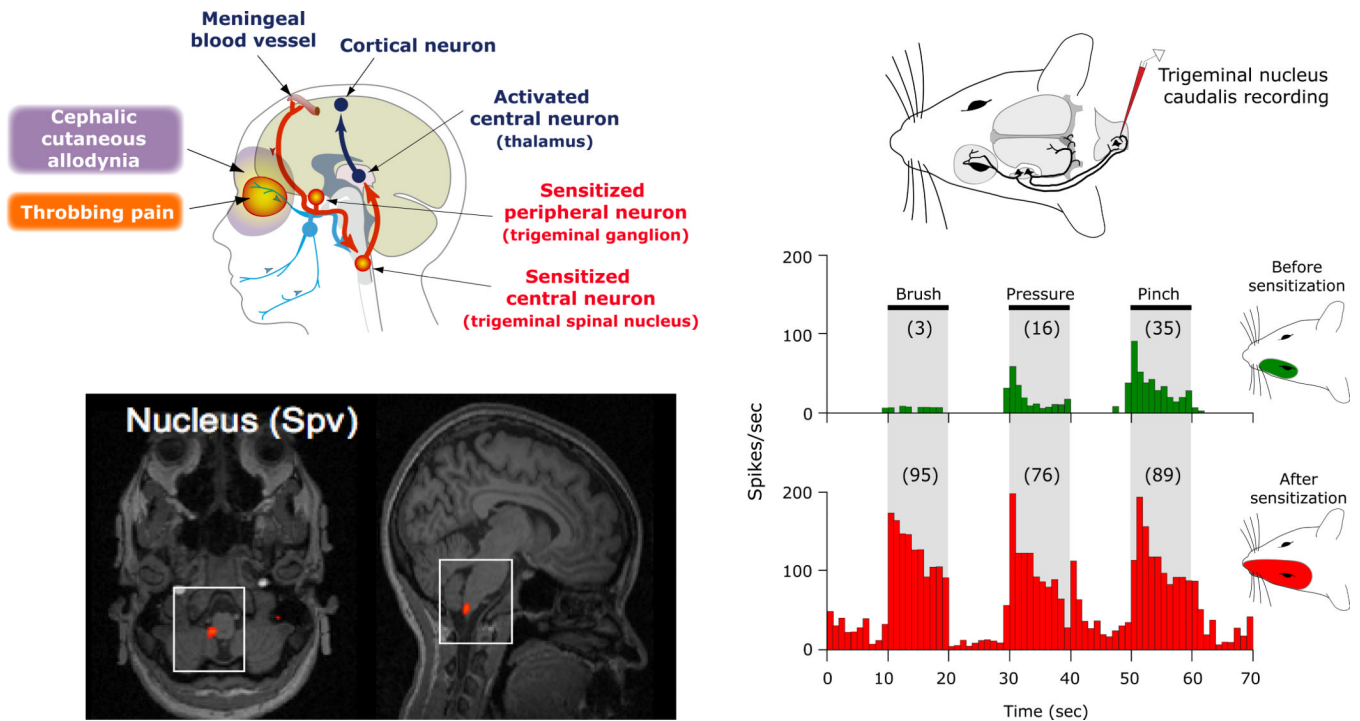 Meningeal
blood vessel
Cortical neuron
Cephalic
cutaneous
allodynia
Activated
central neuron
(thalamus)
Throbbing pain
Sensitized
peripheral neuron
(trigeminal ganglion)
Sensitized
central neuron
(trigeminal spinal nucleus)
Nucleus (Spv)
Trigeminal nucleus
caudalis recording
200
100
0
Brush
Pressure
Pinch
(3)
(16)
(35)
Before
sensitization
Spikes/sec
(95)
(76)
(89)
After
sensitization
200
100
0
0
10
20
30
40
50
60
70
Time (sec)